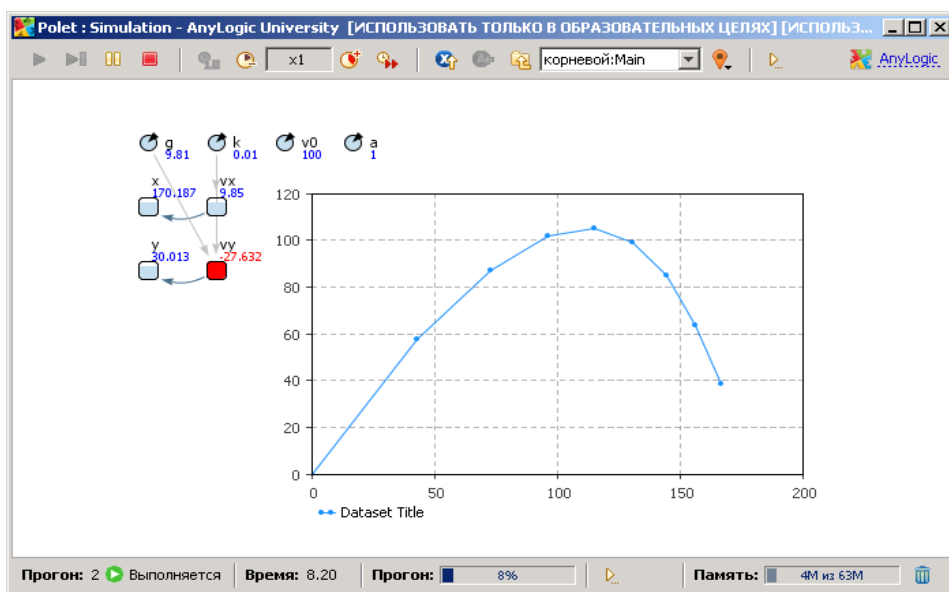 Polet : Simulation - AnyLogic University [ИСПОЛЬЗОВАТЬ ТОЛЬКО В ОБРАЗОВАТЕЛЬНЫХ ЦЕЛЯХ] [ИСПОЛЬЗ...
x1 корневой:Main AnyLogic
g k v0 a
9.81 0.01 100 1
x vx
170.187 9.85
y vy
30.013 -27.632
120
100
80
60
40
20
0
0 50 100 150 200
Dataset Title
Прогон: 2 Выполняется Время: 8.20 Прогон: 8% Память: 4M из 63M